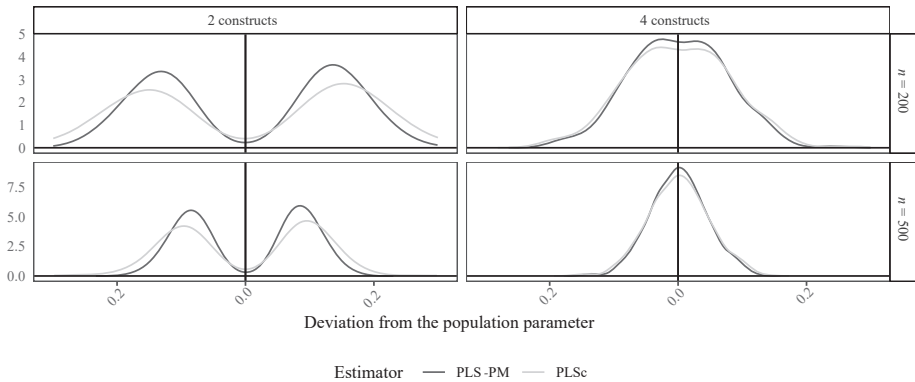 2 constructs
4 constructs
5
4
3
2
1
0
n = 200
7.5
5.0
2.5
0.0
n = 500
0.2
0.0
0.2
0.2
0.0
0.2
Deviation from the population parameter
Estimator PLS -PM PLSc